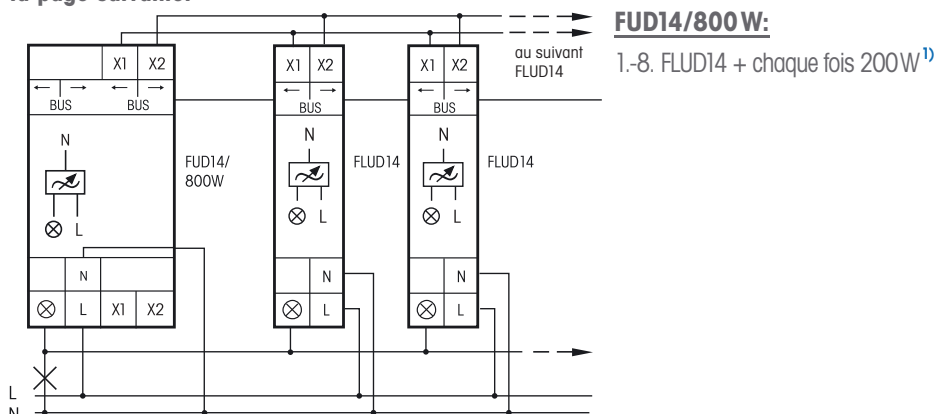 la page suivante.
FUD14/800 W:
1.-8. FLUD14 + chaque fois 200 W 1)
au suivant
FLUD14
X1 X2
BUS BUS
N
L
FUD14/
800W
N
L X1 X2
X1 X2
BUS
N
L
FLUD14
N
L
X1 X2
BUS
N
L
FLUD14
N
L
L
N